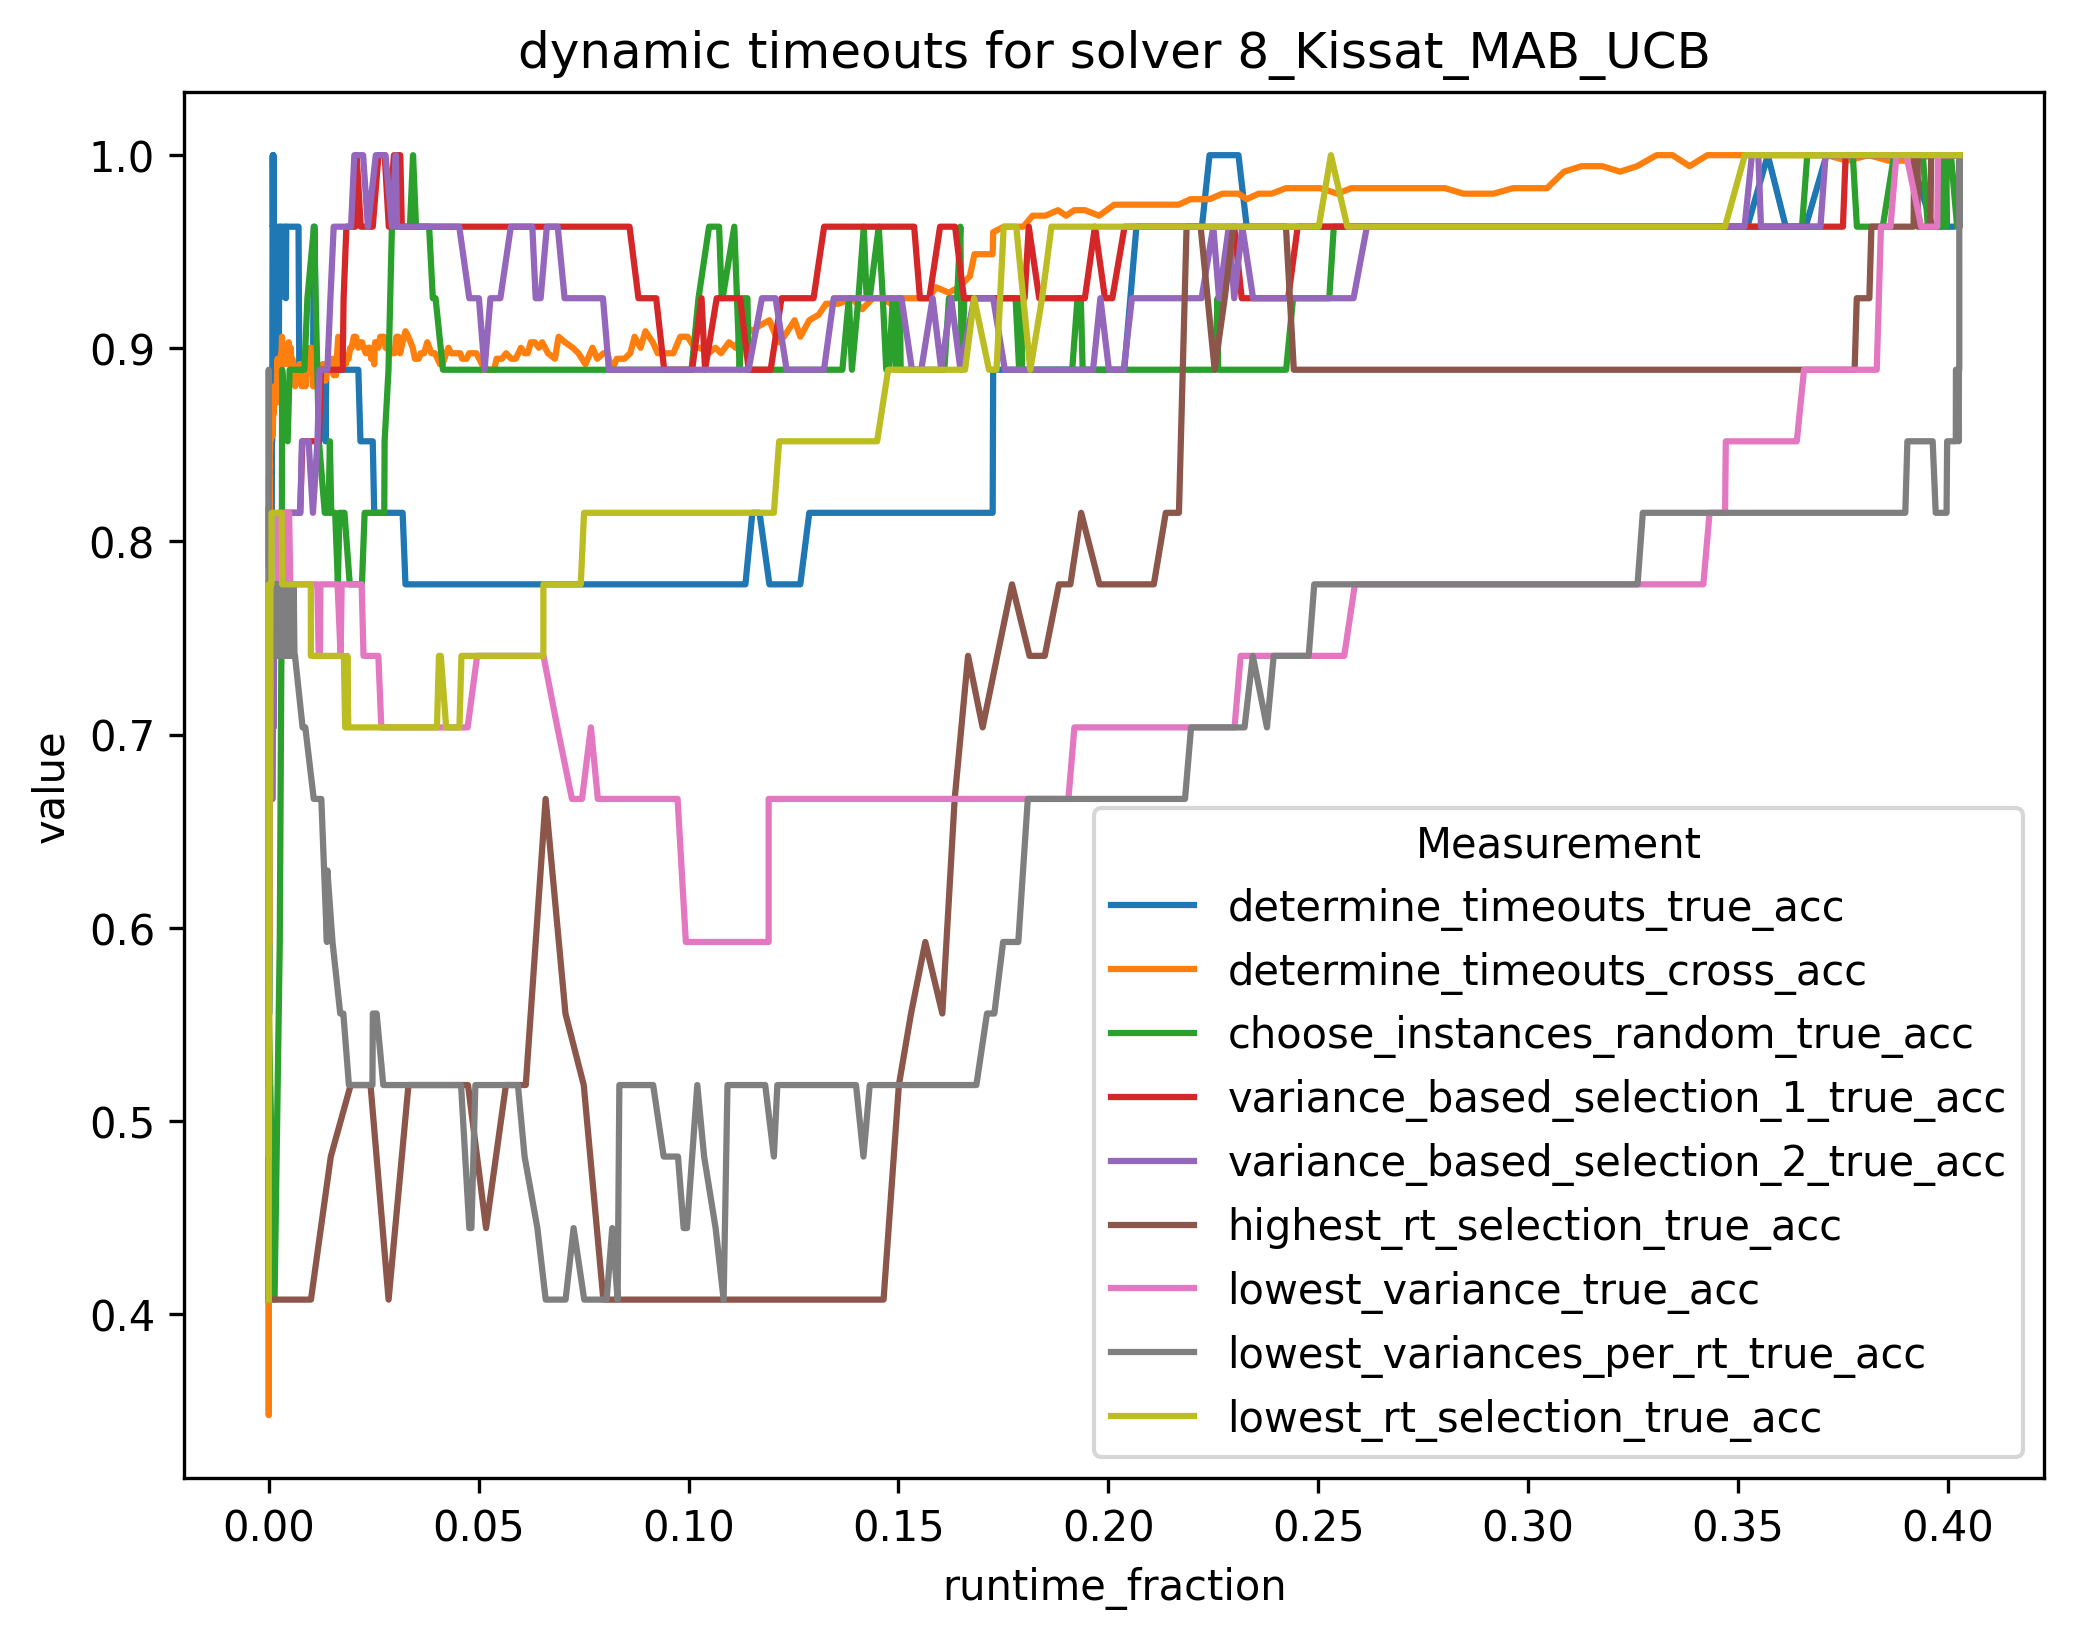 dynamic timeouts for solver 8_Kissat_MAB_UCB
value
1.0
0.9
0.8
0.7
0.6
0.5
0.4
Measurement
determine_timeouts_true_acc
determine_timeouts_cross_acc
choose_instances_random_true_acc
variance_based_selection_1_true_acc
variance_based_selection_2_true_acc
highest_rt_selection_true_acc
lowest_variance_true_acc
lowest_variances_per_rt_true_acc
lowest_rt_selection_true_acc
0.00 0.05 0.10 0.15 0.20 0.25 0.30 0.35 0.40
runtime_fraction